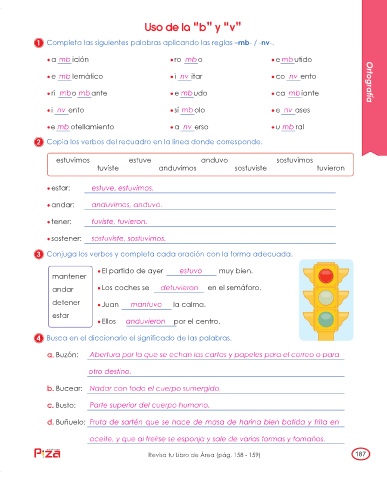 Uso de la "b" y "v"
1 Completa las siguientes palabras aplicando las reglas -mb- / -nv-.
• a mb ición • ro mb o • e mb utido
• e mb lemático • i nv itar • co nv ento
• ri mb o mb ante • e mb udo • ca mb iante
• i nv ento • sí mb olo • e nv ases
• e mb otellamiento • a nv erso • u mb ral
2 Copia los verbos del recuadro en la línea donde corresponde.
estuvimos estuve anduvo sostuvimos
tuviste anduvimos sostuviste tuvieron
• estar: estuve, estuvimos.
• andar: anduvimos, anduvo.
• tener: tuviste, tuvieron.
• sostener: sostuviste, sostuvimos.
3 Conjuga los verbos y completa cada oración con la forma adecuada.
mantener
andar
detener
estar
• El partido de ayer estuvo muy bien.
• Los coches se detuvieron en el semáforo.
• Juan mantuvo la calma.
• Ellos anduvieron por el centro.
4 Busca en el diccionario el significado de las palabras.
a. Buzón: Abertura por la que se echan las cartas y papeles para el correo o para
otro destino.
b. Bucear: Nadar con todo el cuerpo sumergido.
c. Busto: Parte superior del cuerpo humano.
d. Buñuelo: Fruta de sartén que se hace de masa de harina bien batida y frita en
aceite, y que al freírse se esponja y sale de varias formas y tamaños.
Revisa tu Libro de Área (pág. 158 - 159)
187
Ortografía